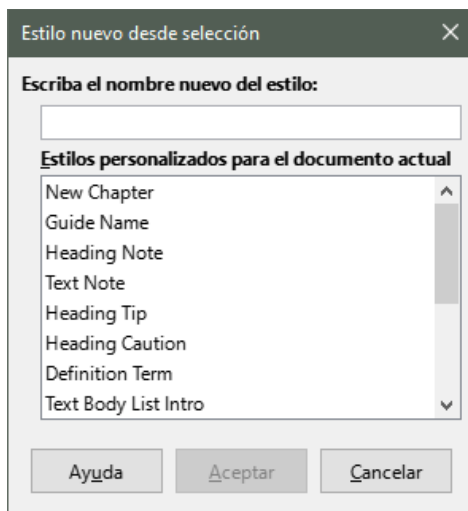 Estilo nuevo desde selección
Escriba el nombre nuevo del estilo:
Estilos personalizados para el documento actual
New Chapter
Guide Name
Heading Note
Text Note
Heading Tip
Heading Caution
Definition Term
Text Body List Intro
Ayuda Aceptar Cancelar